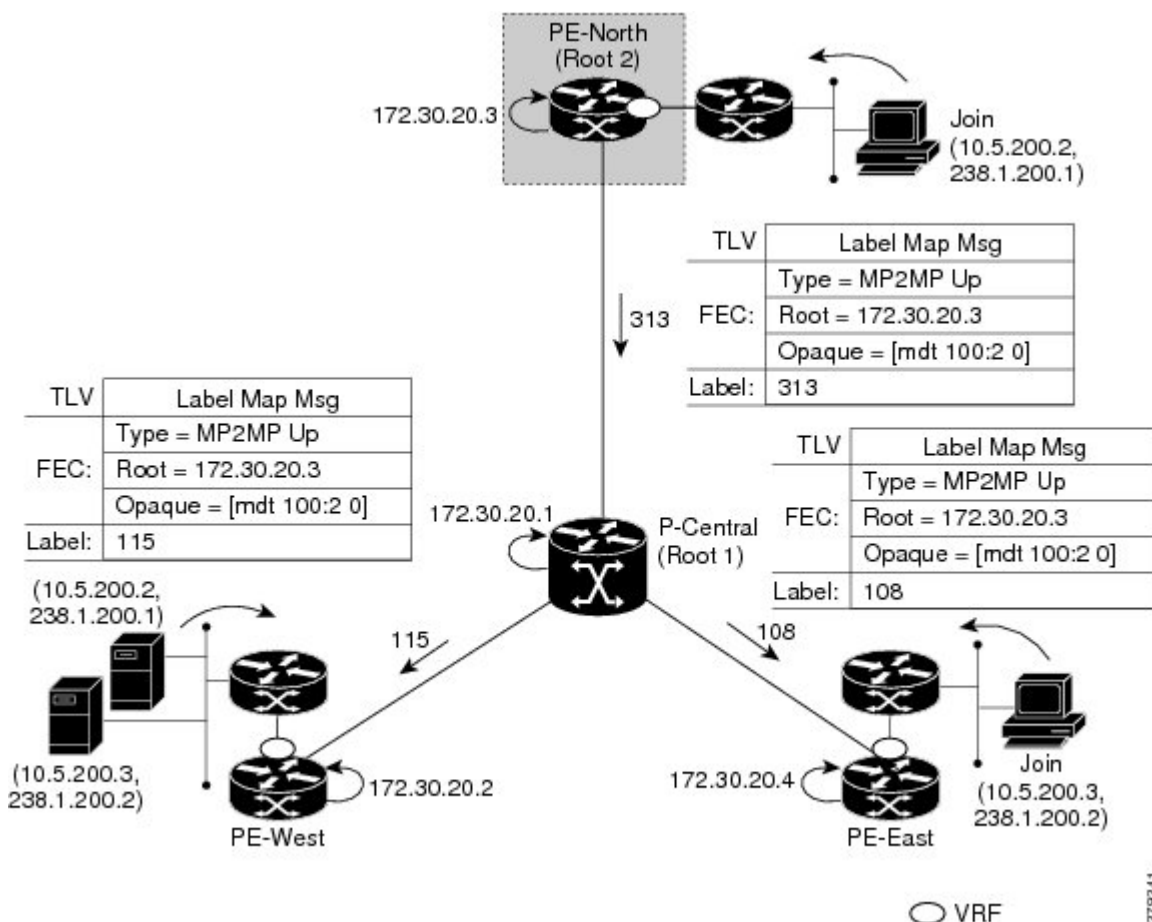 PE-North
(Root 2)
172.30.20.3
Join
(10.5.200.2,
238.1.200.1)
TLV
Label Map Msg
Type = MP2MP Up
FEC:
Root = 172.30.20.3
Opaque = [mdt 100:2 0]
Label:
313
313
TLV
Label Map Msg
Type = MP2MP Up
FEC:
Root = 172.30.20.3
Opaque = [mdt 100:2 0]
Label:
115
TLV
Label Map Msg
Type = MP2MP Up
FEC:
Root = 172.30.20.3
Opaque = [mdt 100:2 0]
Label:
108
172.30.20.1
P-Central
(Root 1)
(10.5.200.2,
238.1.200.1)
115
108
(10.5.200.3,
238.1.200.2)
172.30.20.2
PE-West
172.30.20.4
PE-East
Join
(10.5.200.3,
238.1.200.2)
VRF